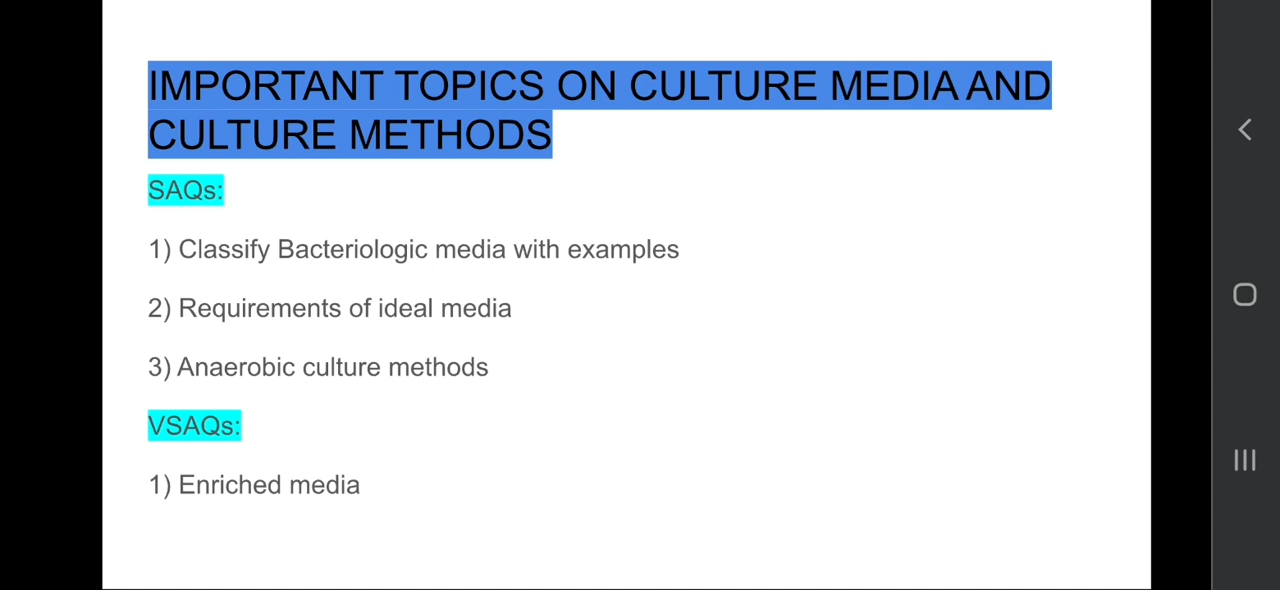 IMPORTANT TOPICS ON CULTURE MEDIA AND
CULTURE METHODS
SAQs:
1) Classify Bacteriologic media with examples
2) Requirements of ideal media
3) Anaerobic culture methods
VSAQs:
1) Enriched media